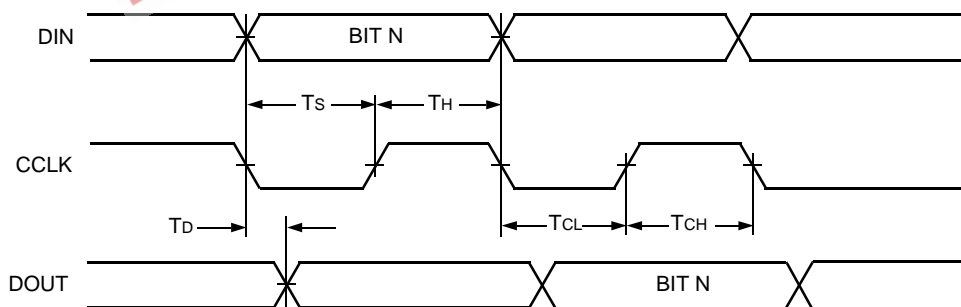 DIN
BIT N
TS
TH
CCLK
TD
TCL
TCH
DOUT
BIT N